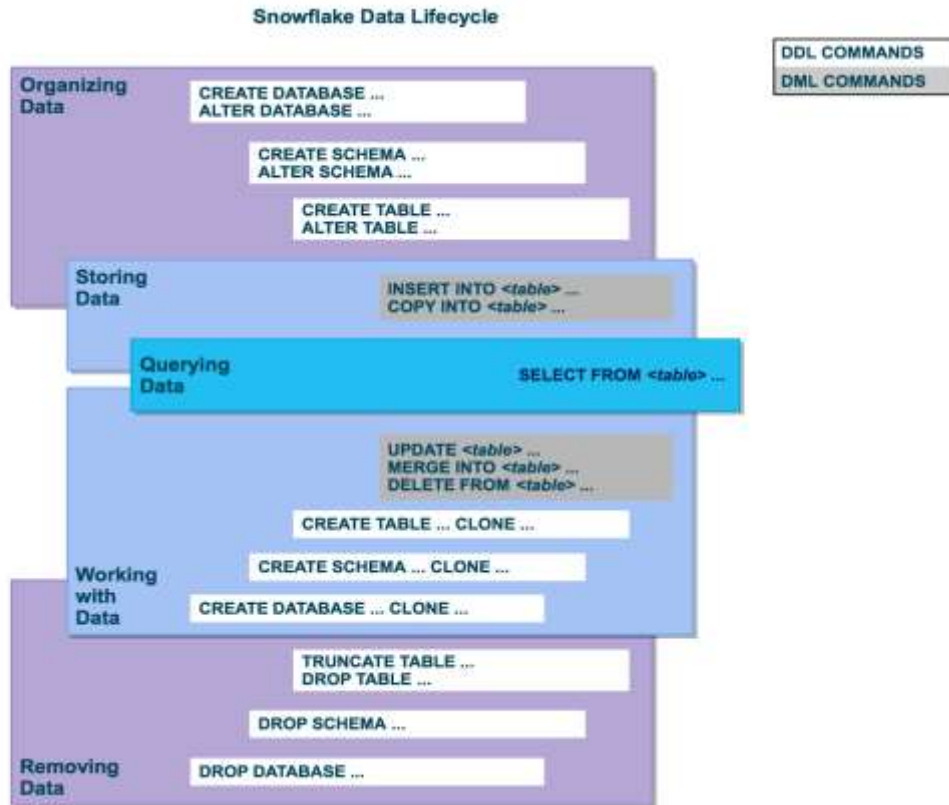 Snowflake Data Lifecycle
DDL COMMANDS
DML COMMANDS
Organizing
Data
CREATE DATABASE ...
ALTER DATABASE ...
CREATE SCHEMA ...
ALTER SCHEMA ...
CREATE TABLE ...
ALTER TABLE ...
Storing
Data
INSERT INTO <table> ...
COPY INTO <table> ...
Querying
Data
SELECT FROM <table> ...
UPDATE <table> ...
MERGE INTO <table> ...
DELETE FROM <table> ...
CREATE TABLE ... CLONE ...
CREATE SCHEMA ... CLONE ...
Working
with
Data
CREATE DATABASE ... CLONE ...
TRUNCATE TABLE ...
DROP TABLE ...
DROP SCHEMA ...
Removing
Data
DROP DATABASE ...